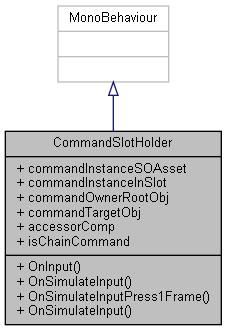 MonoBehaviour
CommandSlotHolder
+ commandInstanceSOAsset
+ commandInstanceInSlot
+ commandOwnerRootObj
+ commandTargetObj
+ accessorComp
+ isChainCommand
+ OnInput()
+ OnSimulateInput()
+ OnSimulateInputPress1Frame()
+ OnSimulateInput()